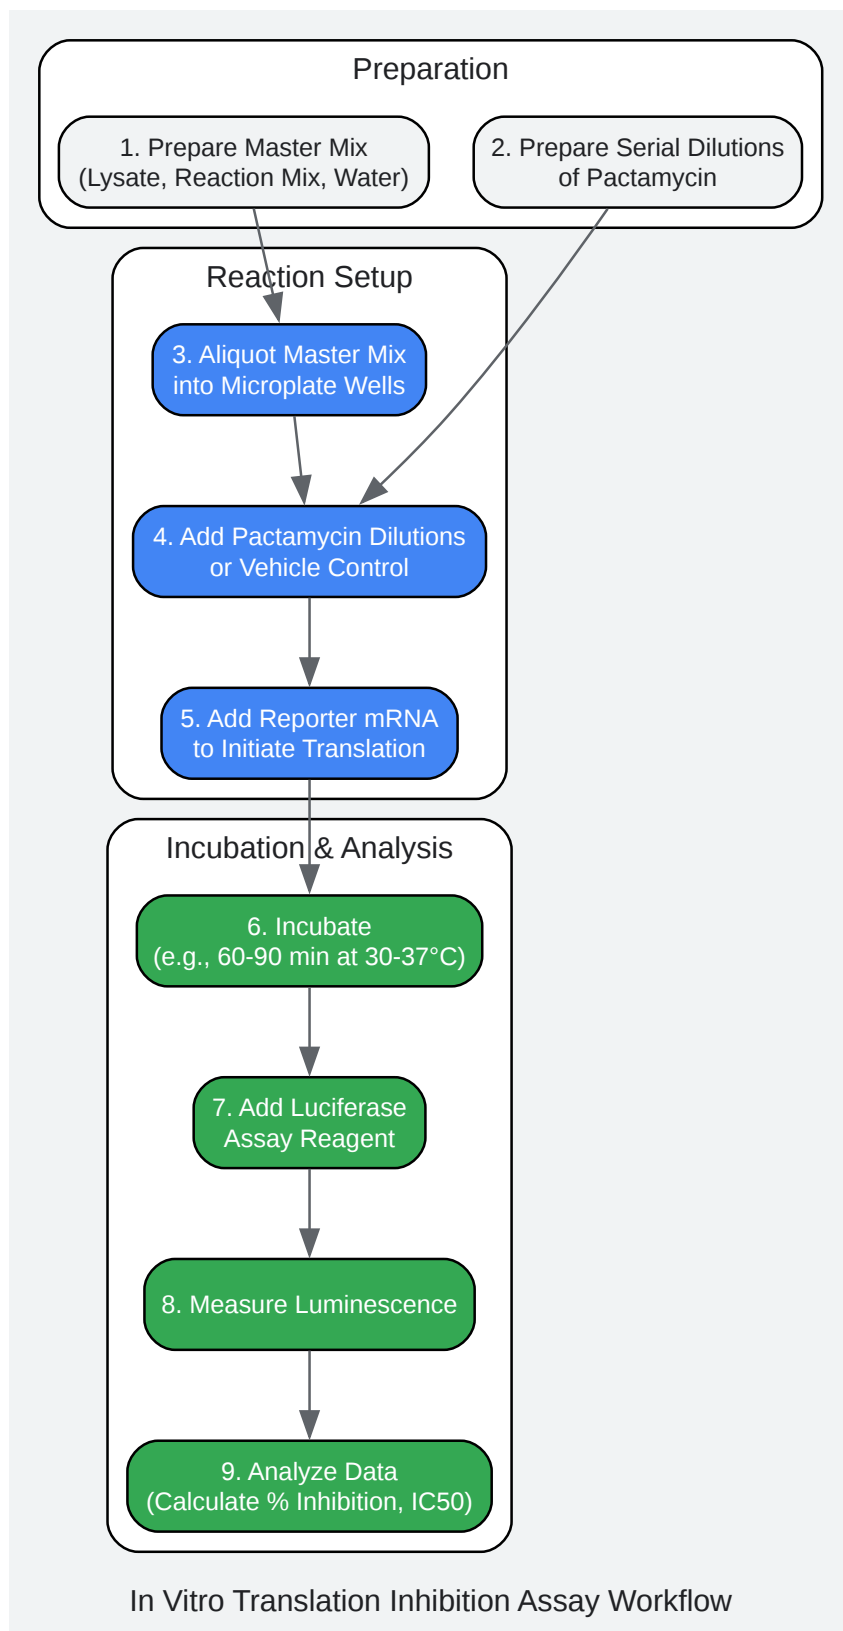 Preparation
1. Prepare Master Mix
(Lysate, Reaction Mix, Water)
2. Prepare Serial Dilutions
of Pactamycin
Reaction Setup
3. Aliquot Master Mix
into Microplate Wells
4. Add Pactamycin Dilutions
or Vehicle Control
5. Add Reporter mRNA
to Initiate Translation
Incubation & Analysis
6. Incubate
(e.g., 60-90 min at 30-37°C)
7. Add Luciferase
Assay Reagent
8. Measure Luminescence
9. Analyze Data
(Calculate % Inhibition, IC50)
In Vitro Translation Inhibition Assay Workflow